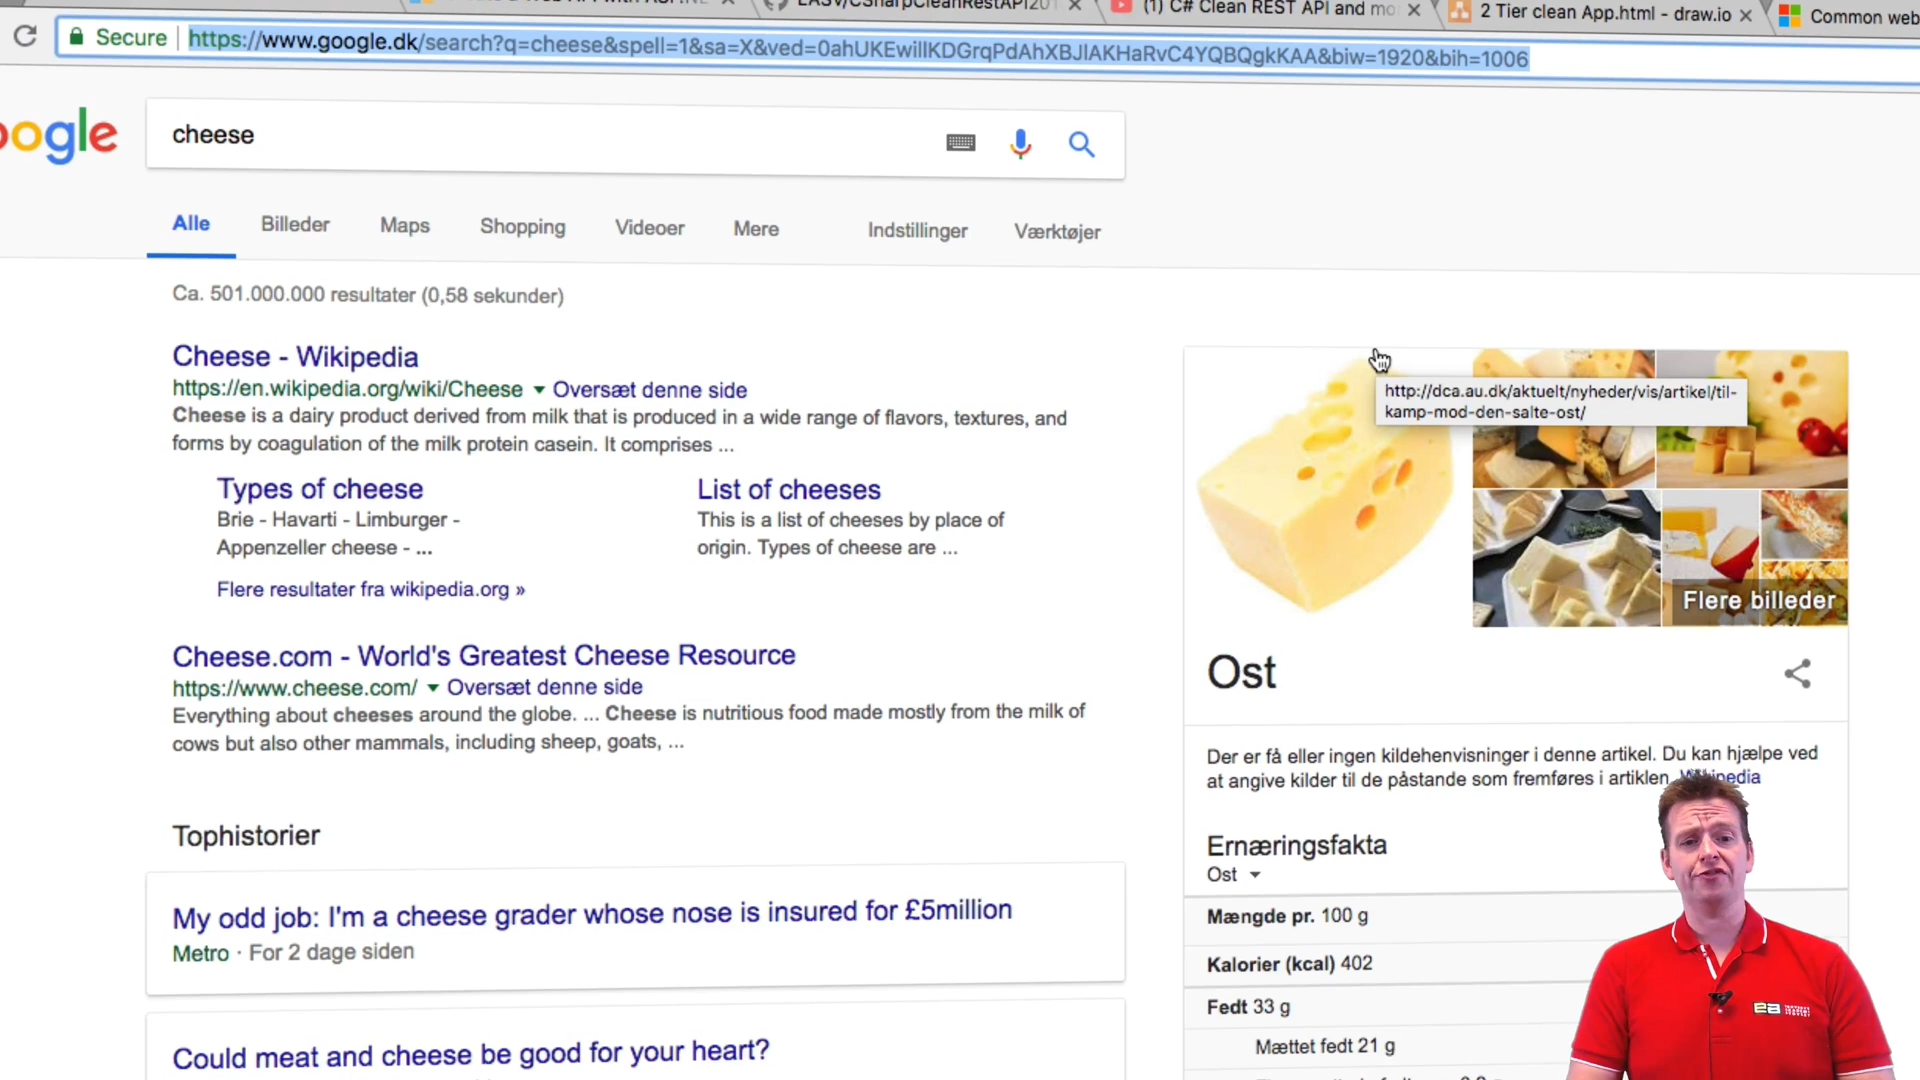 (1) C# Clean REST API and mo
2 Tier clean App.html - draw.io
Common web
Secure
https://www.google.dk/search?q=cheese&spell=1&sa=X&ved=0ahUKEwillKDGrqPdAhXBJlAKHaRvC4YQBQgkKAA&biw=1920&bih=1006
oogle
cheese
Alle
Billeder
Maps
Shopping
Videoer
Mere
Indstillinger
Værktøjer
Ca. 501.000.000 resultater (0,58 sekunder)
Cheese - Wikipedia
https://en.wikipedia.org/wiki/Cheese ▾ Oversæt denne side
Cheese is a dairy product derived from milk that is produced in a wide range of flavors, textures, and
forms by coagulation of the milk protein casein. It comprises ...
Types of cheese
Brie - Havarti - Limburger -
Appenzeller cheese - ...
List of cheeses
This is a list of cheeses by place of
origin. Types of cheese are ...
Flere resultater fra wikipedia.org »
Cheese.com - World's Greatest Cheese Resource
https://www.cheese.com/ ▾ Oversæt denne side
Everything about cheeses around the globe. ... Cheese is nutritious food made mostly from the milk of
cows but also other mammals, including sheep, goats, ...
Tophistorier
My odd job: I'm a cheese grader whose nose is insured for £5million
Metro · For 2 dage siden
Could meat and cheese be good for your heart?
http://dca.au.dk/aktuelt/nyheder/vis/artikel/til-
kamp-mod-den-salte-ost/
Flere billeder
Ost
Der er få eller ingen kildehenvisninger i denne artikel. Du kan hjælpe ved
at angive kilder til de påstande som fremføres i artiklen. Wikipedia
Ernæringsfakta
Ost ▾
Mængde pr. 100 g
Kalorier (kcal) 402
Fedt 33 g
Mættet fedt 21 g